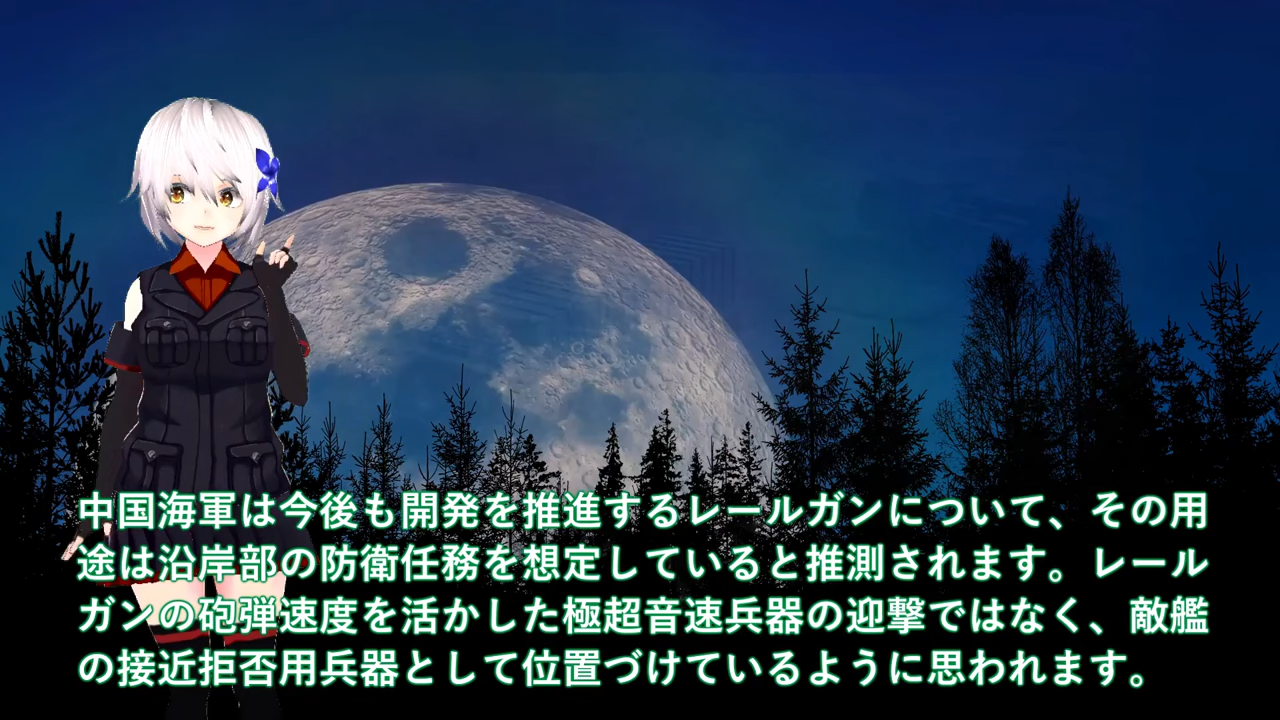 中国海軍は今後も開発を推進するレールガンについて、その用
途は沿岸部の防衛任務を想定していると推測されます。レール
ガンの砲弾速度を活かした極超音速兵器の迎撃ではなく、敵艦
の接近拒否用兵器として位置づけているように思われます。